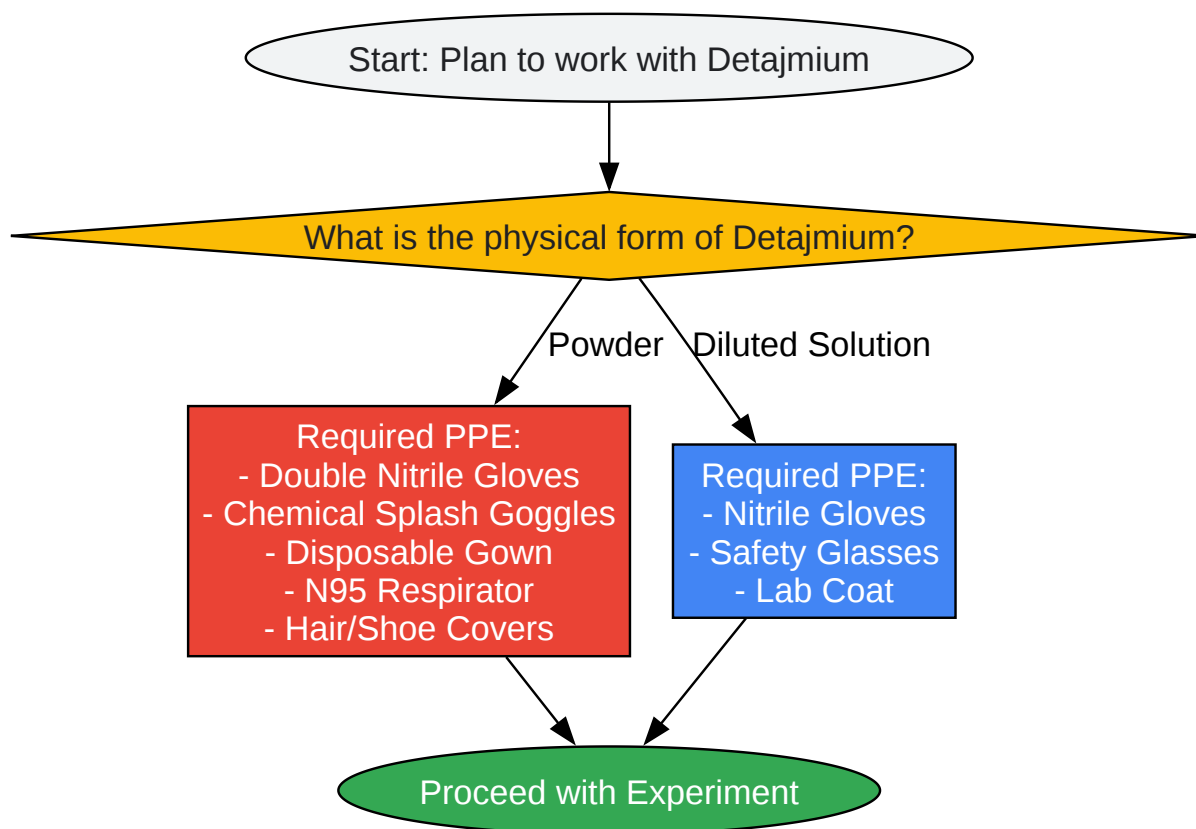 Start: Plan to work with Detajmium
What is the physical form of Detajmium?
Powder
Diluted Solution
Required PPE:
- Double Nitrile Gloves
- Chemical Splash Goggles
- Disposable Gown
- N95 Respirator
- Hair/Shoe Covers
Required PPE:
- Nitrile Gloves
- Safety Glasses
- Lab Coat
Proceed with Experiment